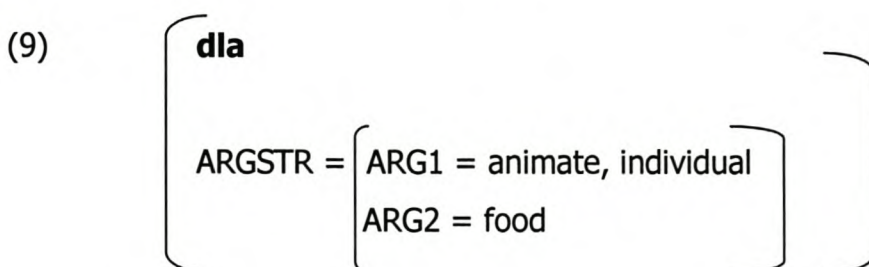 (9) dla
ARGSTR = ARG1 = animate, individual
ARG2 = food